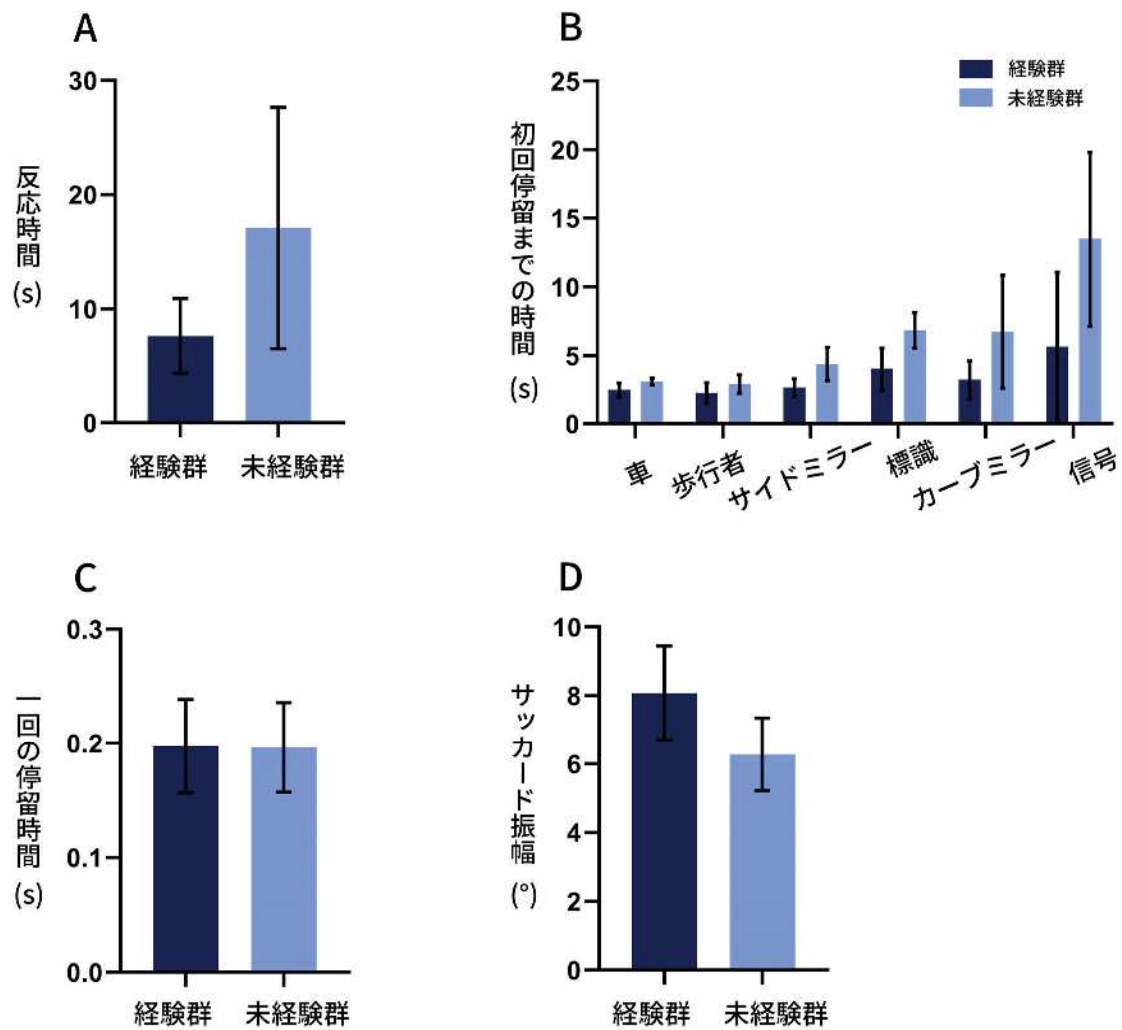 A
反応時間
(s)
30
20
10
0
経験群
未経験群
B
経験群
未経験群
初回停留までの時間
(s)
25
20
15
10
5
0
車
歩行者
サイドミラー
標識
カーブミラー
信号
C
一回の停留時間
(s)
0.3
0.2
0.1
0.0
経験群
未経験群
D
サッカード振幅
(°)
10
8
6
4
2
0
経験群
未経験群